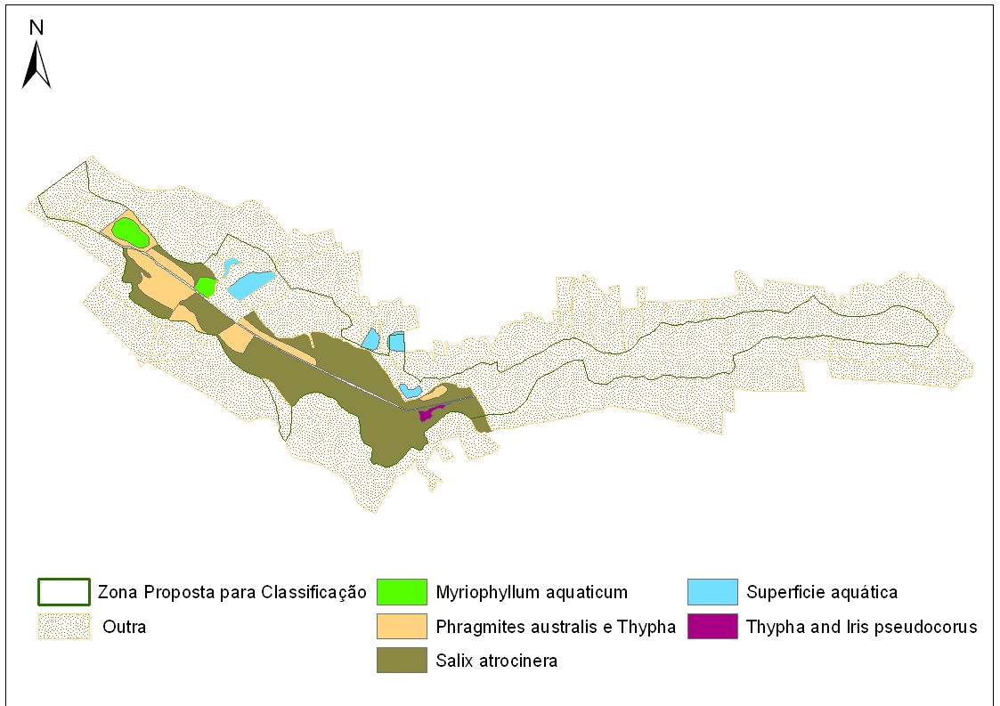 N
Zona Proposta para Classificação
Outra
Myriophyllum aquaticum
Phragmites australis e Thypha
Salix atrocinera
Superficie aquática
Thypha and Iris pseudocorus